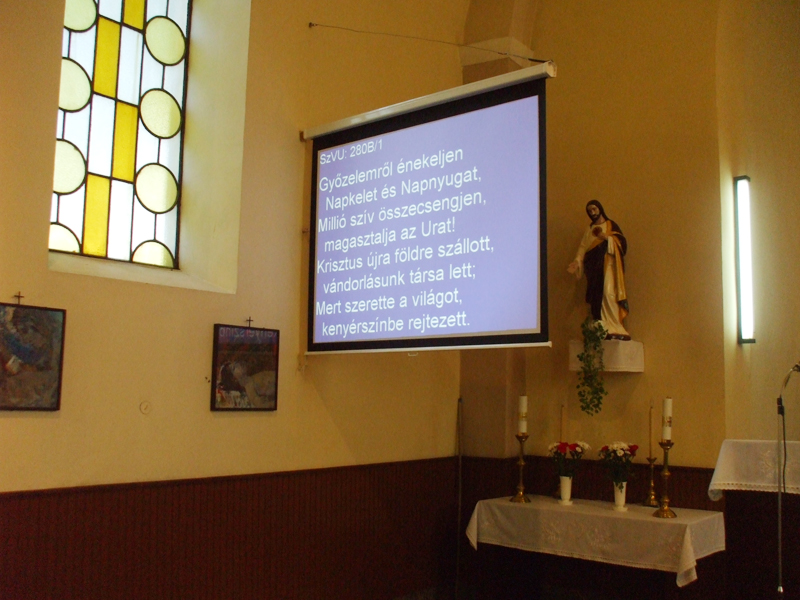 SzVU: 280B/1
Győzelemről énekeljen
Napkelet és Napnyugat,
Millió szív összecsengjen,
magasztalja az Urat!
Krisztus újra földre szállott,
vándorlásunk társa lett;
Mert szerette a világot,
kenyérszínbe rejtezett.